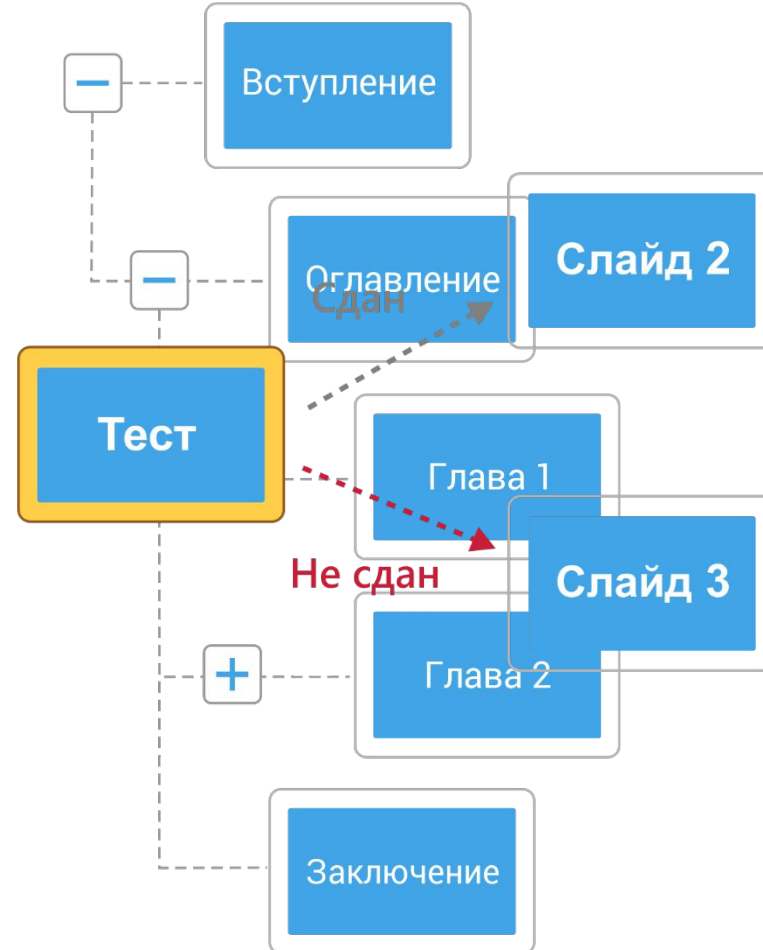 Вступление
Оглавление
Слайд 2
Сдан
Тест
Глава 1
Не сдан
Слайд 3
Глава 2
Заключение